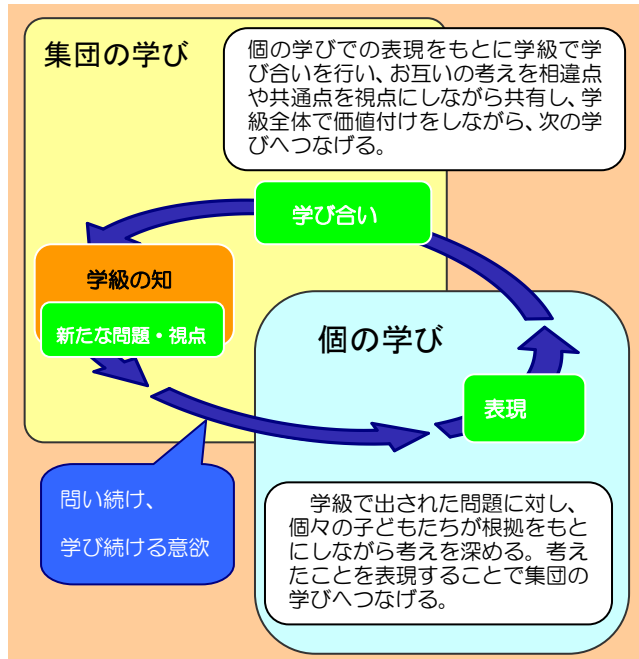 集団の学び
個の学びでの表現をもとに学級で学
び合いを行い、お互いの考えを相違点
や共通点を視点にしながら共有し、学
級全体で価値付けをしながら、次の学
びへつなげる。
学び合い
学級の知
新たな問題・視点
個の学び
表現
問い続け、
学び続ける意欲
学級で出された問題に対し、
個々の子どもたちが根拠をもと
にしながら考えを深める。考え
たことを表現することで集団の
学びへつなげる。